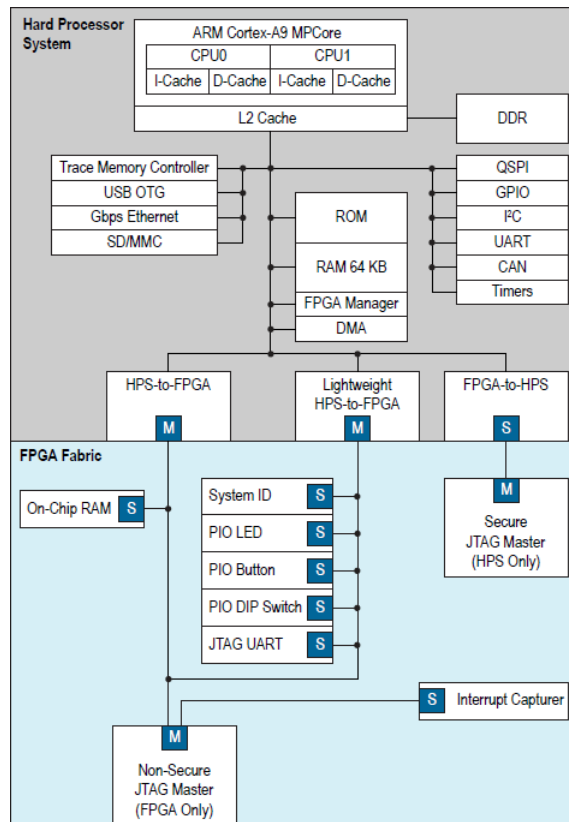 Hard Processor
System
ARM Cortex-A9 MPCore
CPU0 CPU1
I-Cache D-Cache I-Cache D-Cache
L2 Cache
DDR
Trace Memory Controller
USB OTG
Gbps Ethernet
SD/MMC
ROM
RAM 64 KB
FPGA Manager
DMA
QSPI
GPIO
I²C
UART
CAN
Timers
HPS-to-FPGA
M
Lightweight
HPS-to-FPGA
M
FPGA-to-HPS
S
FPGA Fabric
On-Chip RAM S
System ID S
PIO LED S
PIO Button S
PIO DIP Switch S
JTAG UART S
M
Secure
JTAG Master
(HPS Only)
S Interrupt Capturer
M
Non-Secure
JTAG Master
(FPGA Only)